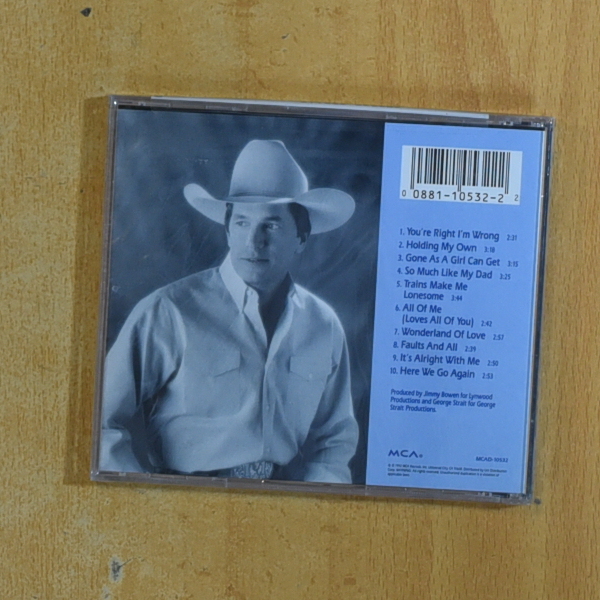 0 0881-10532-2 2
1. You're Right I'm Wrong 2:31
2. Holding My Own 3:18
3. Gone As A Girl Can Get 3:15
4. So Much Like My Dad 3:25
5. Trains Make Me
Lonesome 3:44
6. All Of Me
(Loves All Of You) 2:42
7. Wonderland Of Love 2:57
8. Faults And All 2:39
9. It's Alright With Me 2:50
10. Here We Go Again 2:53
Produced by Jimmy Bowen for Lynwood
Productions and George Strait for George
Strait Productions.
MCA®
MCAD-10532